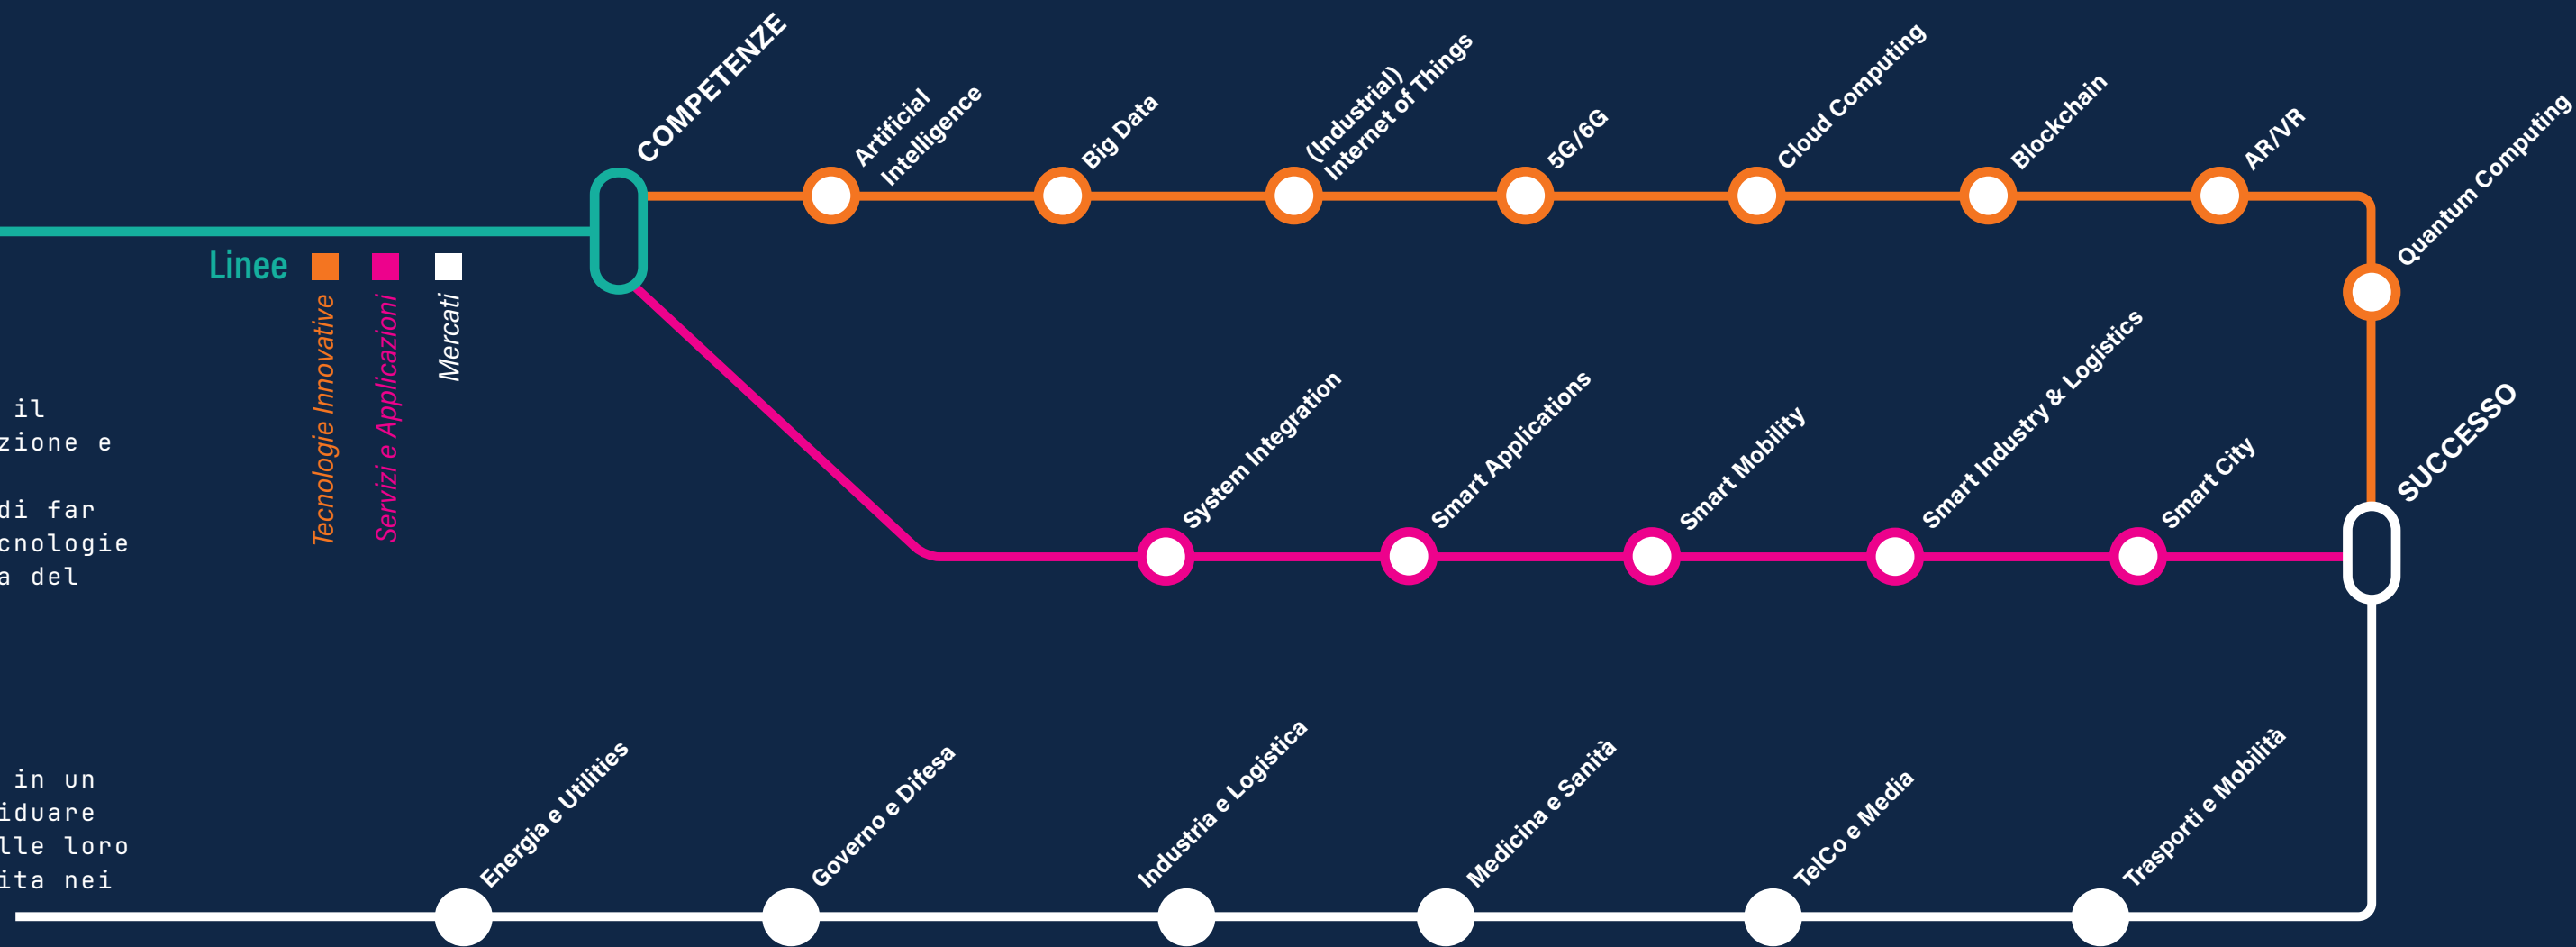 COMPETENZE
Artificial
Intelligence
Big Data
(Industrial)
Internet of Things
5G/6G
Cloud Computing
Blockchain
AR/VR
Quantum Computing
Linee
Tecnologie Innovative
Servizi e Applicazioni
Mercati
il
zione e
di far
cnologie
a del
System Integration
Smart Applications
Smart Mobility
Smart Industry & Logistics
Smart City
SUCCESSO
in un
iduare
lle loro
ita nei
Energia e Utilities
Governo e Difesa
Industria e Logistica
Medicina e Sanità
TelCo e Media
Trasporti e Mobilità